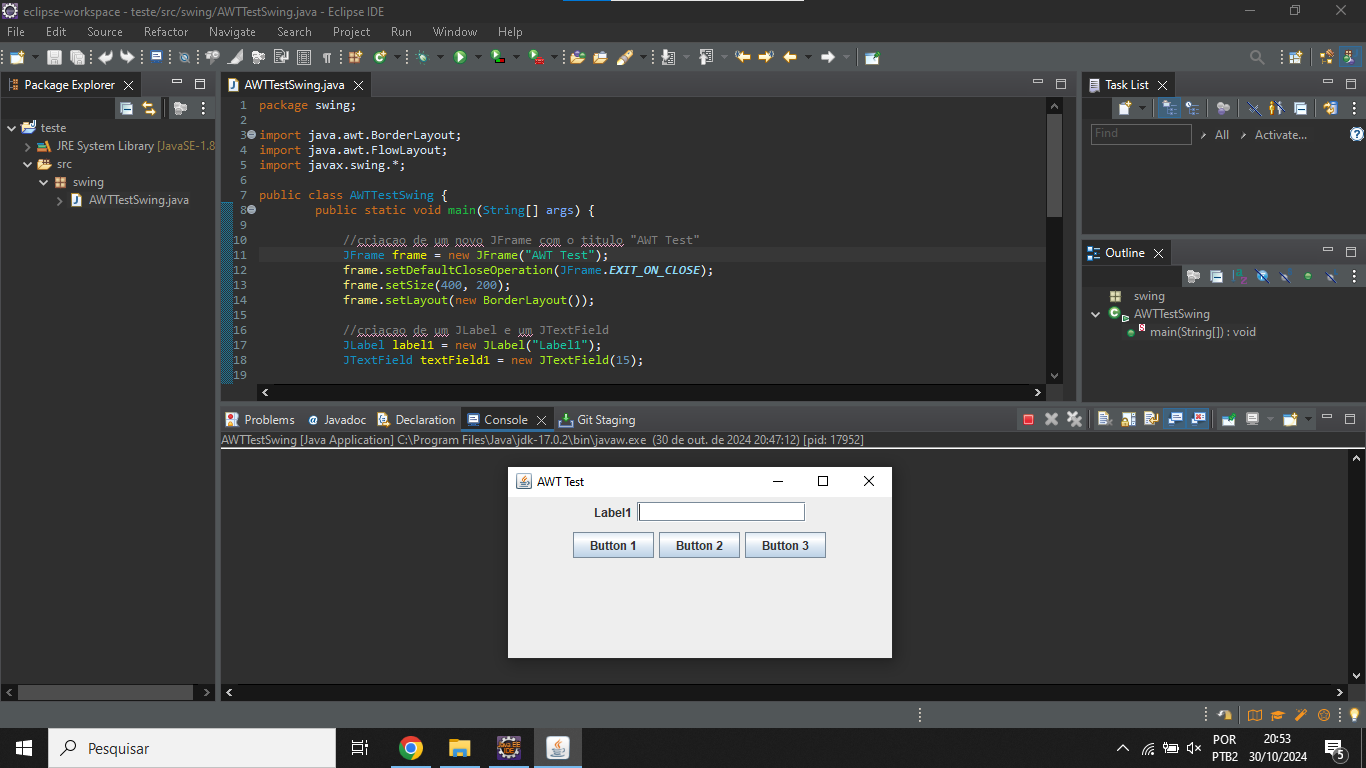 eclipse-workspace - teste/src/swing/AWTTestSwing.java - Eclipse IDE
File Edit Source Refactor Navigate Search Project Run Window Help
Package Explorer
teste
JRE System Library [JavaSE-1.8
src
swing
AWTTestSwing.java
AWTTestSwing.java
1 package swing;
2
3 import java.awt.BorderLayout;
4 import java.awt.FlowLayout;
5 import javax.swing.*;
6
7 public class AWTTestSwing {
8 public static void main(String[] args) {
9
10 //criaçao de um novo JFrame com o titulo "AWT Test"
11 JFrame frame = new JFrame("AWT Test");
12 frame.setDefaultCloseOperation(JFrame.EXIT_ON_CLOSE);
13 frame.setSize(400, 200);
14 frame.setLayout(new BorderLayout());
15
16 //criaçao de um JLabel e um JTextField
17 JLabel label1 = new JLabel("Label1");
18 JTextField textField1 = new JTextField(15);
19
Task List
Find All Activate...
Outline
swing
AWTTestSwing
main(String[]) : void
Problems Javadoc Declaration Console Git Staging
AWTTestSwing [Java Application] C:\Program Files\Java\jdk-17.0.2\bin\javaw.exe (30 de out. de 2024 20:47:12) [pid: 17952]
AWT Test
Label1
Button 1 Button 2 Button 3
Pesquisar
POR
PTB2
20:53
30/10/2024
5